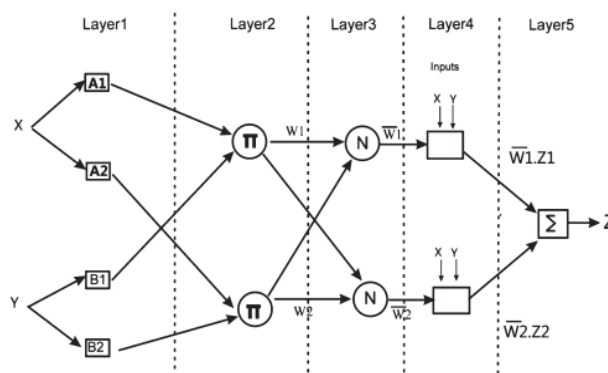 Layer1 Layer2 Layer3 Layer4 Layer5
Inputs
X Y
A1
X
A2
Π W1 N W̅1
W̅1.Z1
Σ Z
B1
Y
B2
X Y
Π W2 N W̅2
W̅2.Z2